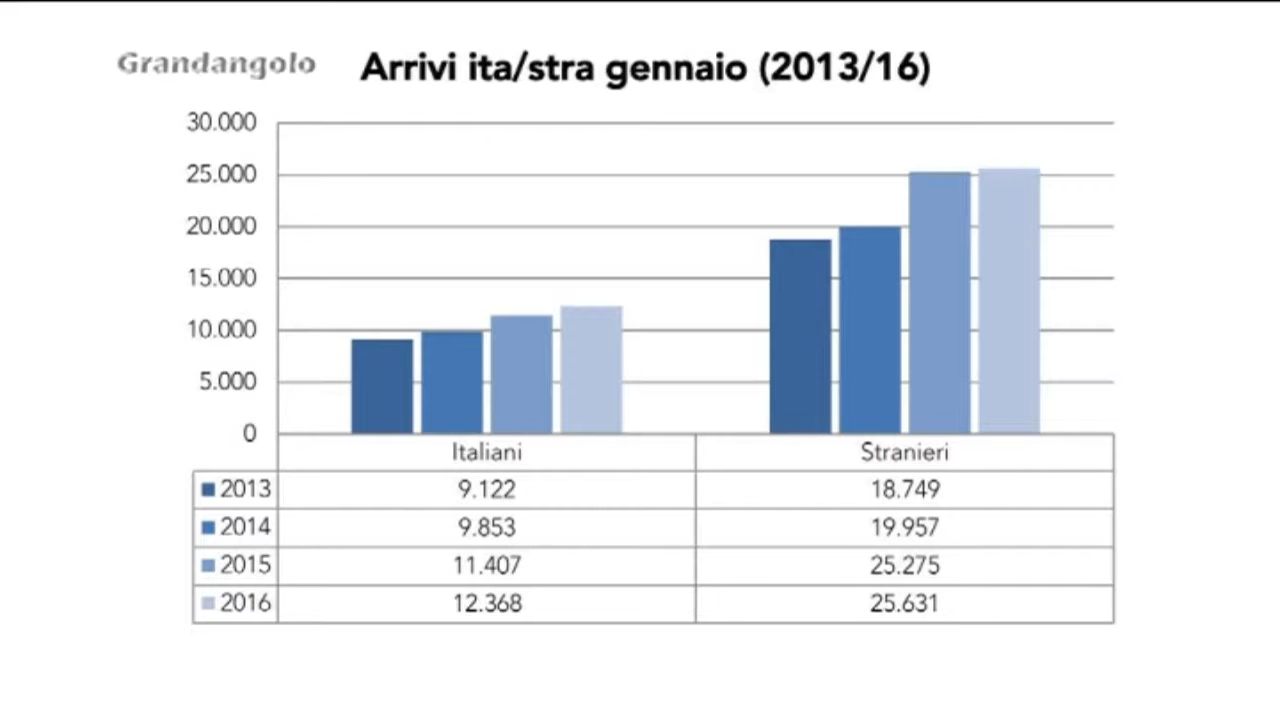 Grandangolo
Arrivi ita/stra gennaio (2013/16)
30.000
25.000
20.000
15.000
10.000
5.000
0
Italiani Stranieri
2013 9.122 18.749
2014 9.853 19.957
2015 11.407 25.275
2016 12.368 25.631